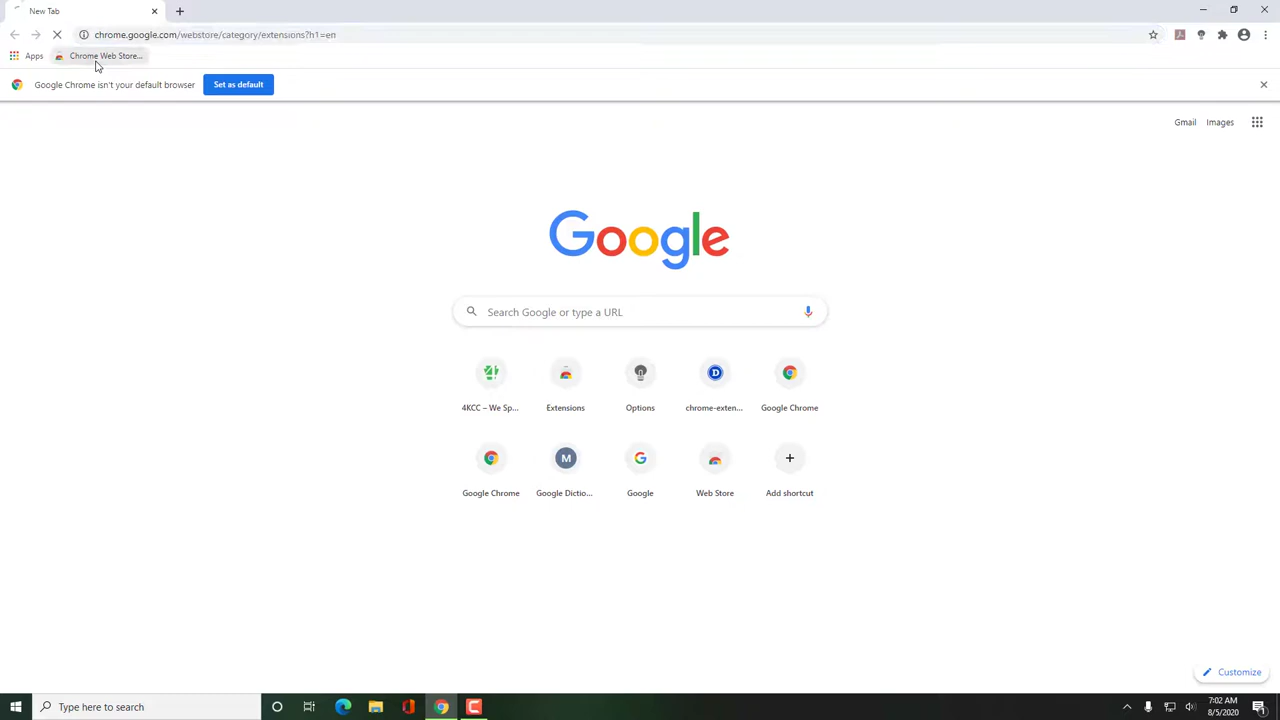 New Tab
chrome.google.com/webstore/category/extensions?h1=en
Apps
Chrome Web Store...
Google Chrome isn't your default browser
Set as default
Gmail
Images
Google
Search Google or type a URL
4KCC – We Sp...
Extensions
Options
chrome-exten...
Google Chrome
Google Chrome
Google Dictio...
Google
Web Store
Add shortcut
Customize
Type here to search
7:02 AM
8/5/2020